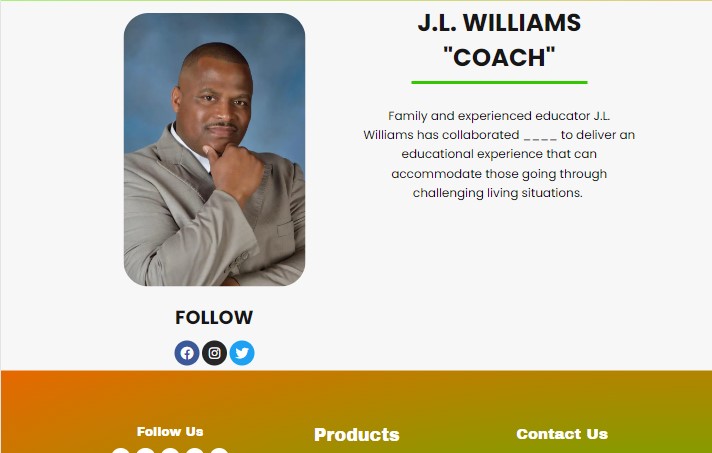 J.L. WILLIAMS
"COACH"
Family and experienced educator J.L.
Williams has collaborated ____ to deliver an
educational experience that can
accommodate those going through
challenging living situations.
FOLLOW
Follow Us
Products
Contact Us